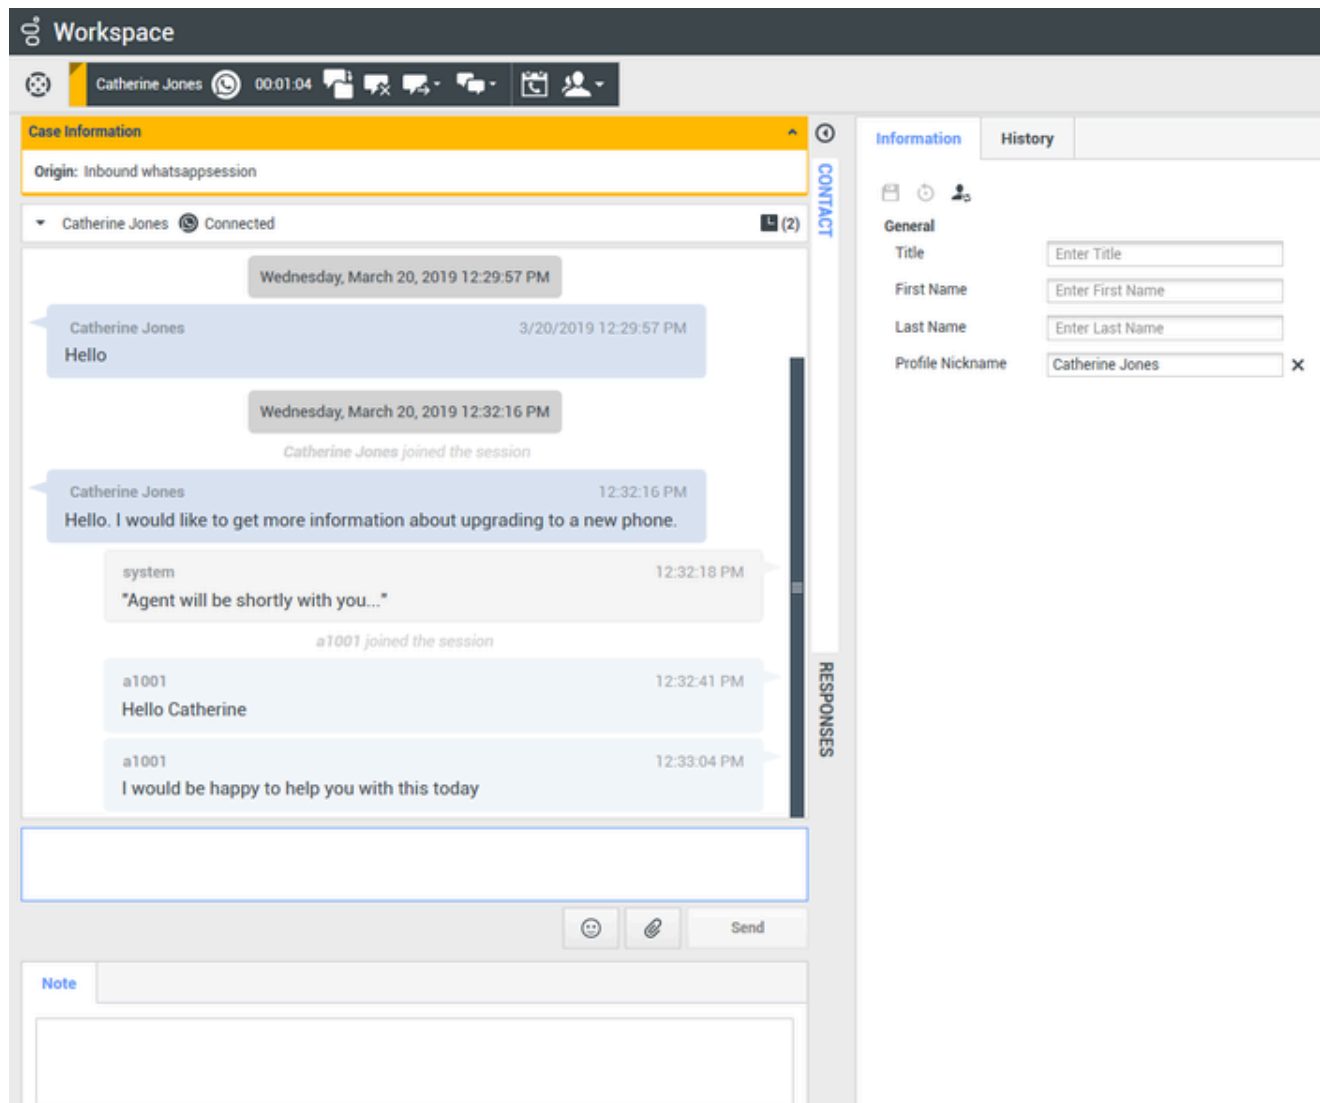 Workspace
Catherine Jones 00:01:04
Case Information
Origin: Inbound whatsappsession
Catherine Jones Connected (2)
Wednesday, March 20, 2019 12:29:57 PM
Catherine Jones 3/20/2019 12:29:57 PM
Hello
Wednesday, March 20, 2019 12:32:16 PM
Catherine Jones joined the session
Catherine Jones 12:32:16 PM
Hello. I would like to get more information about upgrading to a new phone.
system 12:32:18 PM
"Agent will be shortly with you..."
a1001 joined the session
a1001 12:32:41 PM
Hello Catherine
a1001 12:33:04 PM
I would be happy to help you with this today
Send
Note
CONTACT
RESPONSES
Information History
General
Title Enter Title
First Name Enter First Name
Last Name Enter Last Name
Profile Nickname Catherine Jones